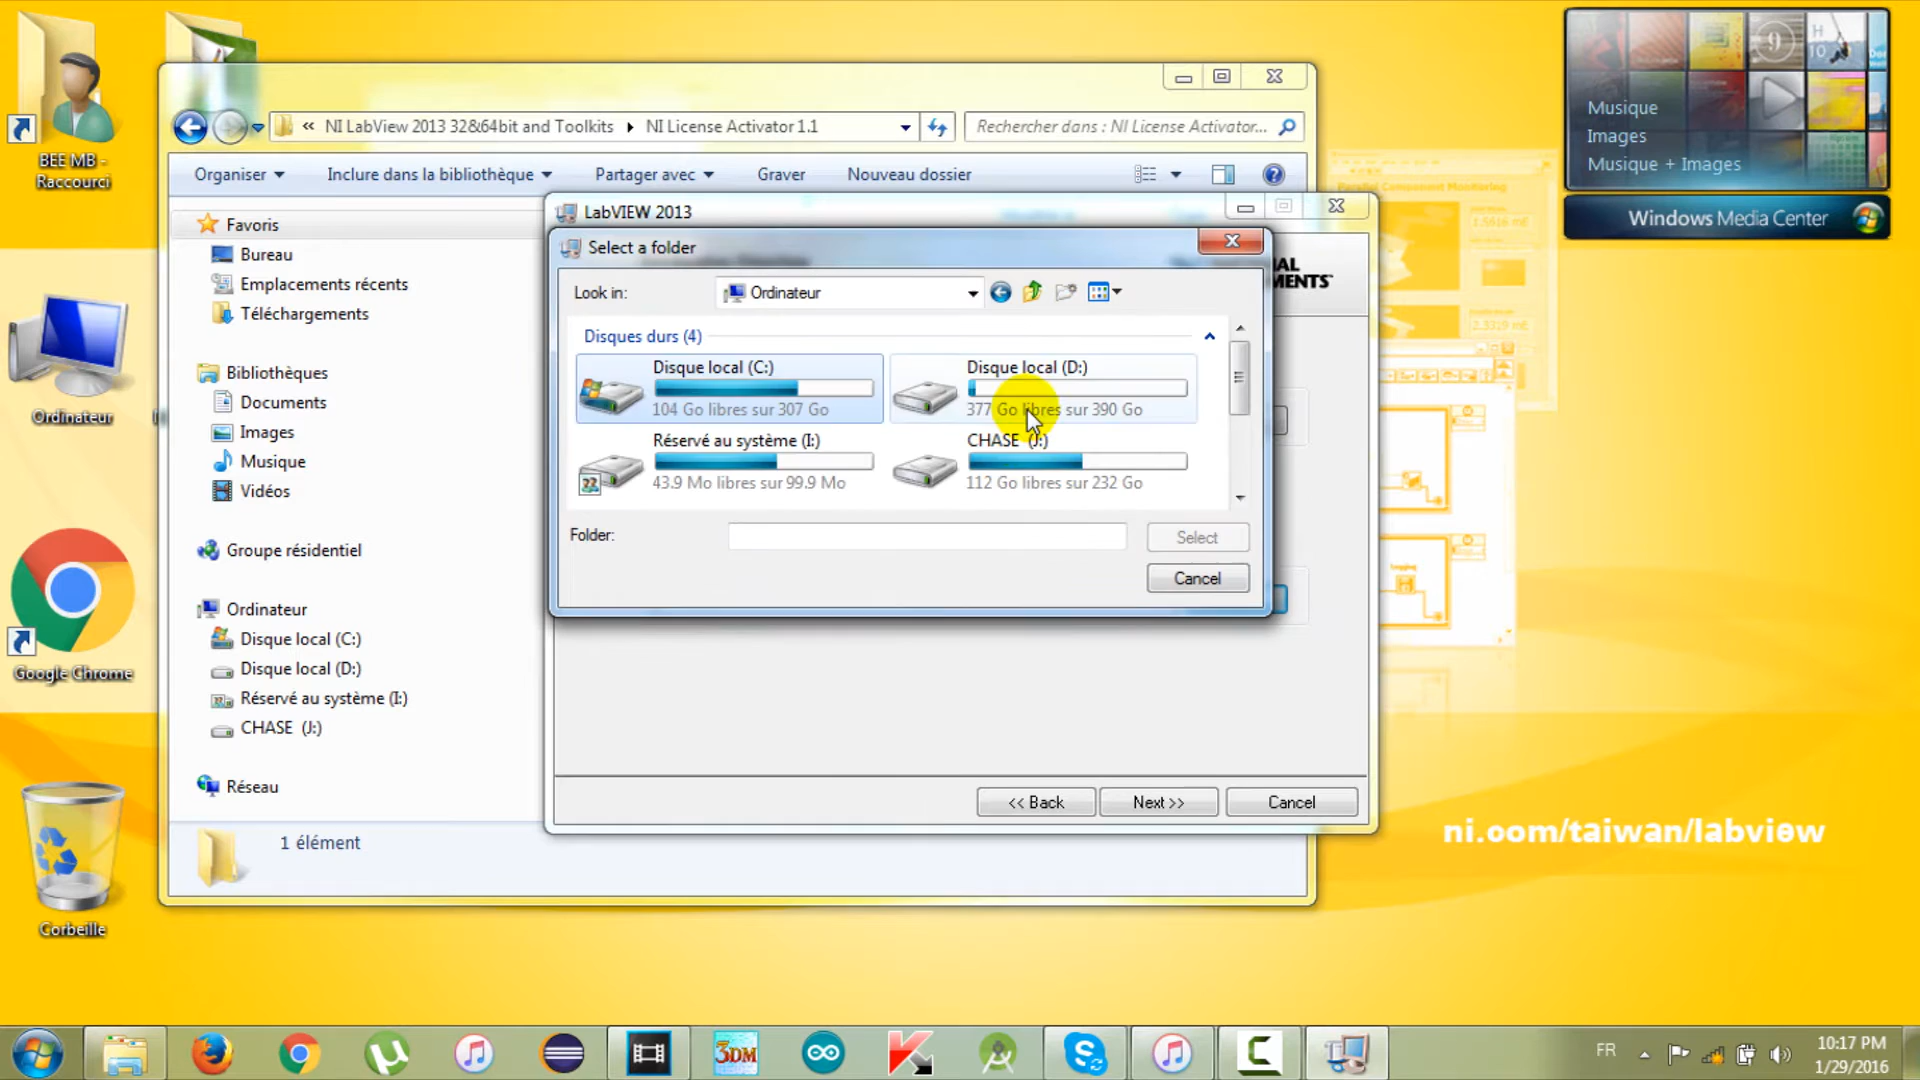 BEE MB -
Raccourci
Ordinateur
Google Chrome
Corbeille
« NI LabView 2013 32&64bit and Toolkits NI License Activator 1.1
Rechercher dans : NI License Activator...
Organiser
Inclure dans la bibliothèque
Partager avec
Graver
Nouveau dossier
Favoris
Bureau
Emplacements récents
Téléchargements
Bibliothèques
Documents
Images
Musique
Vidéos
Groupe résidentiel
Ordinateur
Disque local (C:)
Disque local (D:)
Réservé au système (I:)
CHASE (J:)
Réseau
1 élément
LabVIEW 2013
Select a folder
Look in:
Ordinateur
Disques durs (4)
Disque local (C:)
104 Go libres sur 307 Go
Disque local (D:)
377 Go libres sur 390 Go
Réservé au système (I:)
43.9 Mo libres sur 99.9 Mo
CHASE (J:)
112 Go libres sur 232 Go
Folder:
Select
Cancel
<< Back
Next >>
Cancel
Musique
Images
Musique + Images
Windows Media Center
ni.com/taiwan/labview
3DM
FR
10:17 PM
1/29/2016